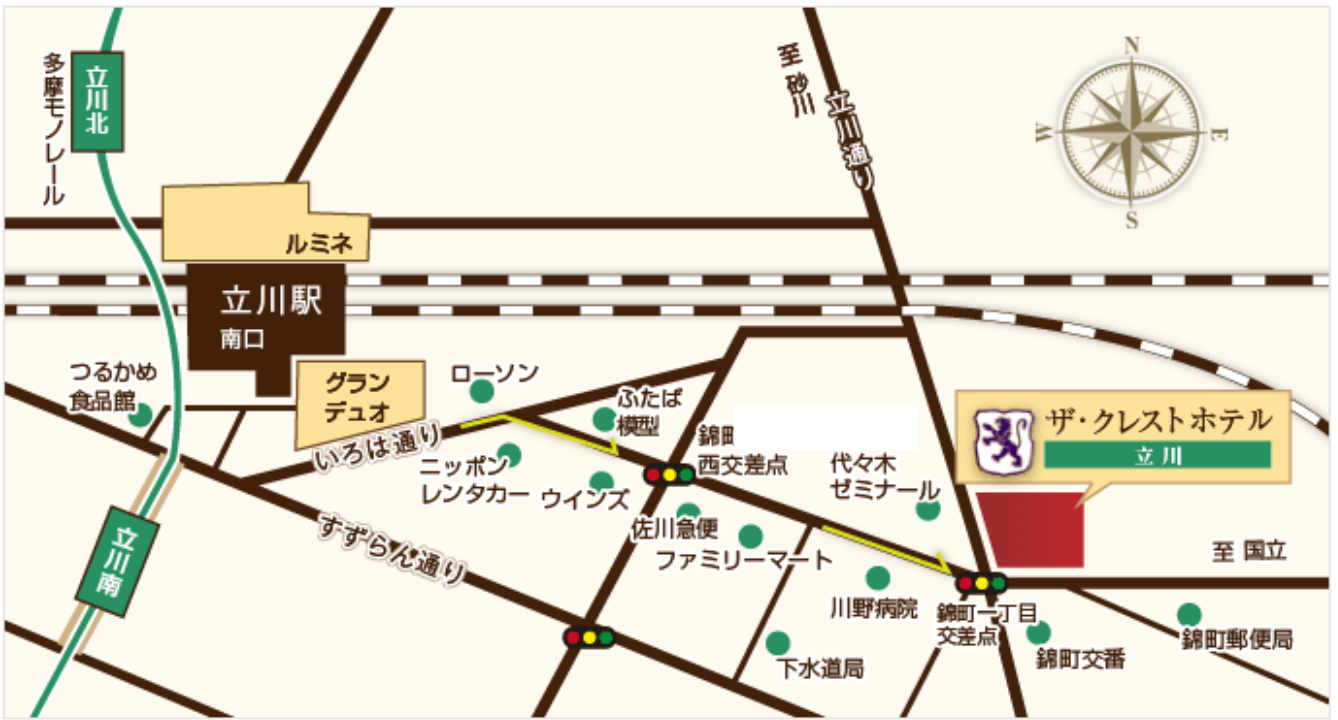 立川北
多摩モノレール
至 砂川
立川通り
N
W
E
S
ルミネ
立川駅
南口
つるかめ
食品館
グラン
デュオ
ローソン
ふたば
模型
いろは通り
ニッポン
レンタカー
ウインズ
錦町
西交差点
代々木
ゼミナール
ザ・クレストホテル
立川
佐川急便
ファミリーマート
すずらん通り
立川南
至 国立
川野病院
錦町一丁目
交差点
下水道局
錦町交番
錦町郵便局